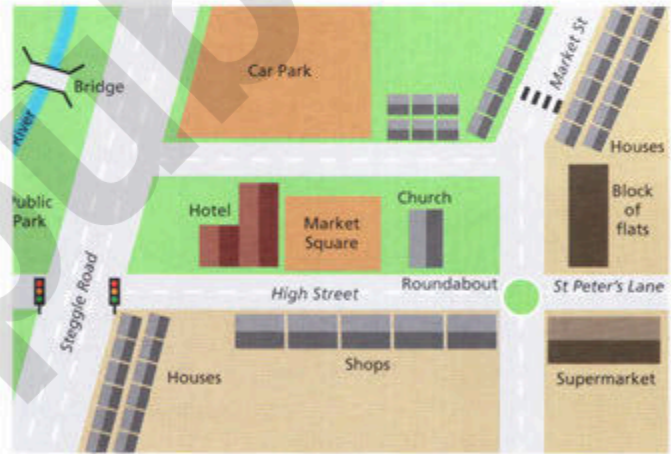 Car Park
Market St
Bridge
River
Houses
Public
Park
Hotel
Market
Square
Church
Block
of
flats
Steggle Road
High Street
Roundabout
St Peter's Lane
Houses
Shops
Supermarket